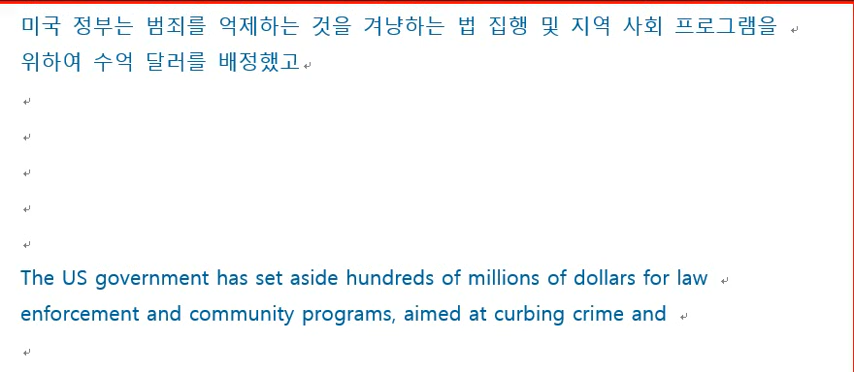 미국 정부는 범죄를 억제하는 것을 겨냥하는 법 집행 및 지역 사회 프로그램을
위하여 수억 달러를 배정했고
The US government has set aside hundreds of millions of dollars for law
enforcement and community programs, aimed at curbing crime and